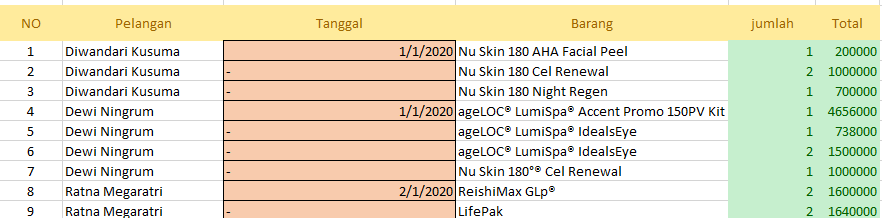 NO Pelangan Tanggal Barang jumlah Total
1 Diwandari Kusuma 1/1/2020 Nu Skin 180 AHA Facial Peel 1 200000
2 Diwandari Kusuma - Nu Skin 180 Cel Renewal 2 1000000
3 Diwandari Kusuma - Nu Skin 180 Night Regen 1 700000
4 Dewi Ningrum 1/1/2020 ageLOC® LumiSpa® Accent Promo 150PV Kit 1 4656000
5 Dewi Ningrum - ageLOC® LumiSpa® IdealsEye 1 738000
6 Dewi Ningrum - ageLOC® LumiSpa® IdealsEye 2 1500000
7 Dewi Ningrum - Nu Skin 180°® Cel Renewal 1 1000000
8 Ratna Megaratri 2/1/2020 ReishiMax GLp® 2 1600000
9 Ratna Megaratri - LifePak 2 1640000